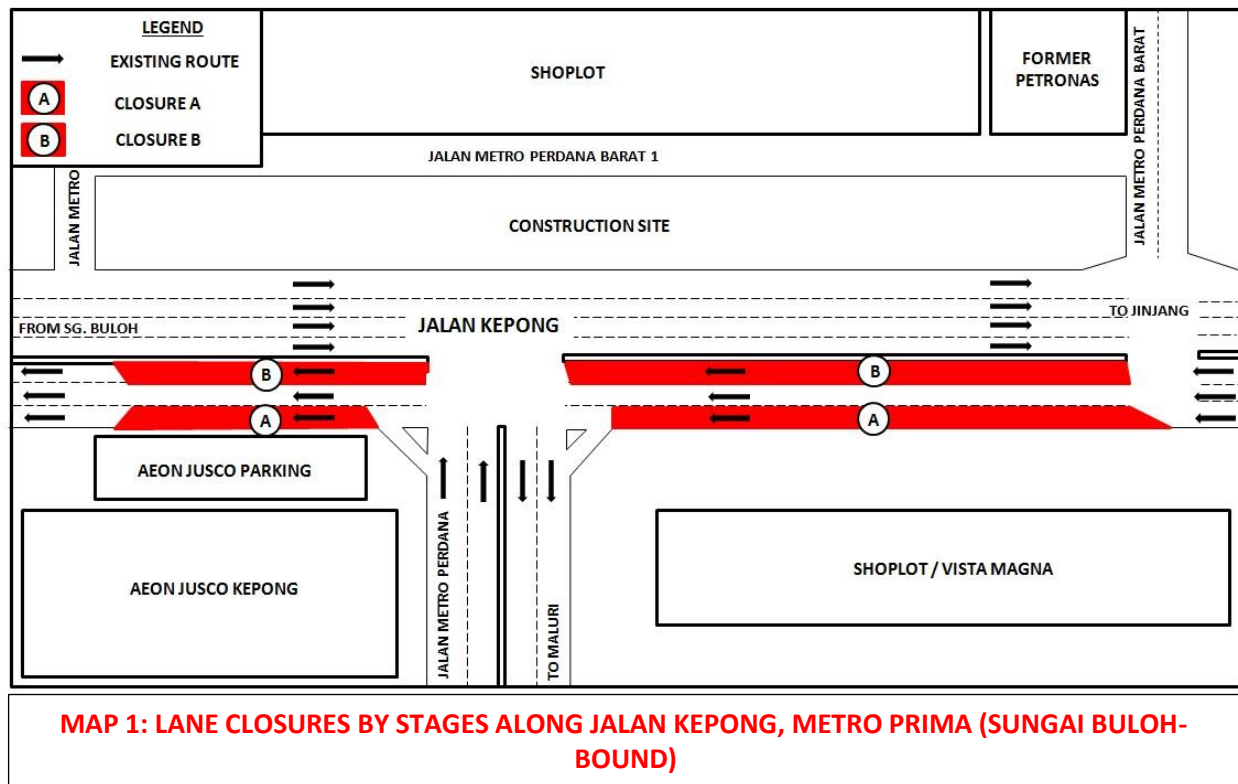 LEGEND
EXISTING ROUTE
A
CLOSURE A
B
CLOSURE B
SHOPLOT
FORMER
PETRONAS
JALAN METRO PERDANA BARAT
JALAN METRO PERDANA BARAT 1
JALAN METRO
CONSTRUCTION SITE
FROM SG. BULOH
JALAN KEPONG
TO JINJANG
B
B
A
A
AEON JUSCO PARKING
AEON JUSCO KEPONG
JALAN METRO PERDANA
TO MALURI
SHOPLOT / VISTA MAGNA
MAP 1: LANE CLOSURES BY STAGES ALONG JALAN KEPONG, METRO PRIMA (SUNGAI BULOH-
BOUND)